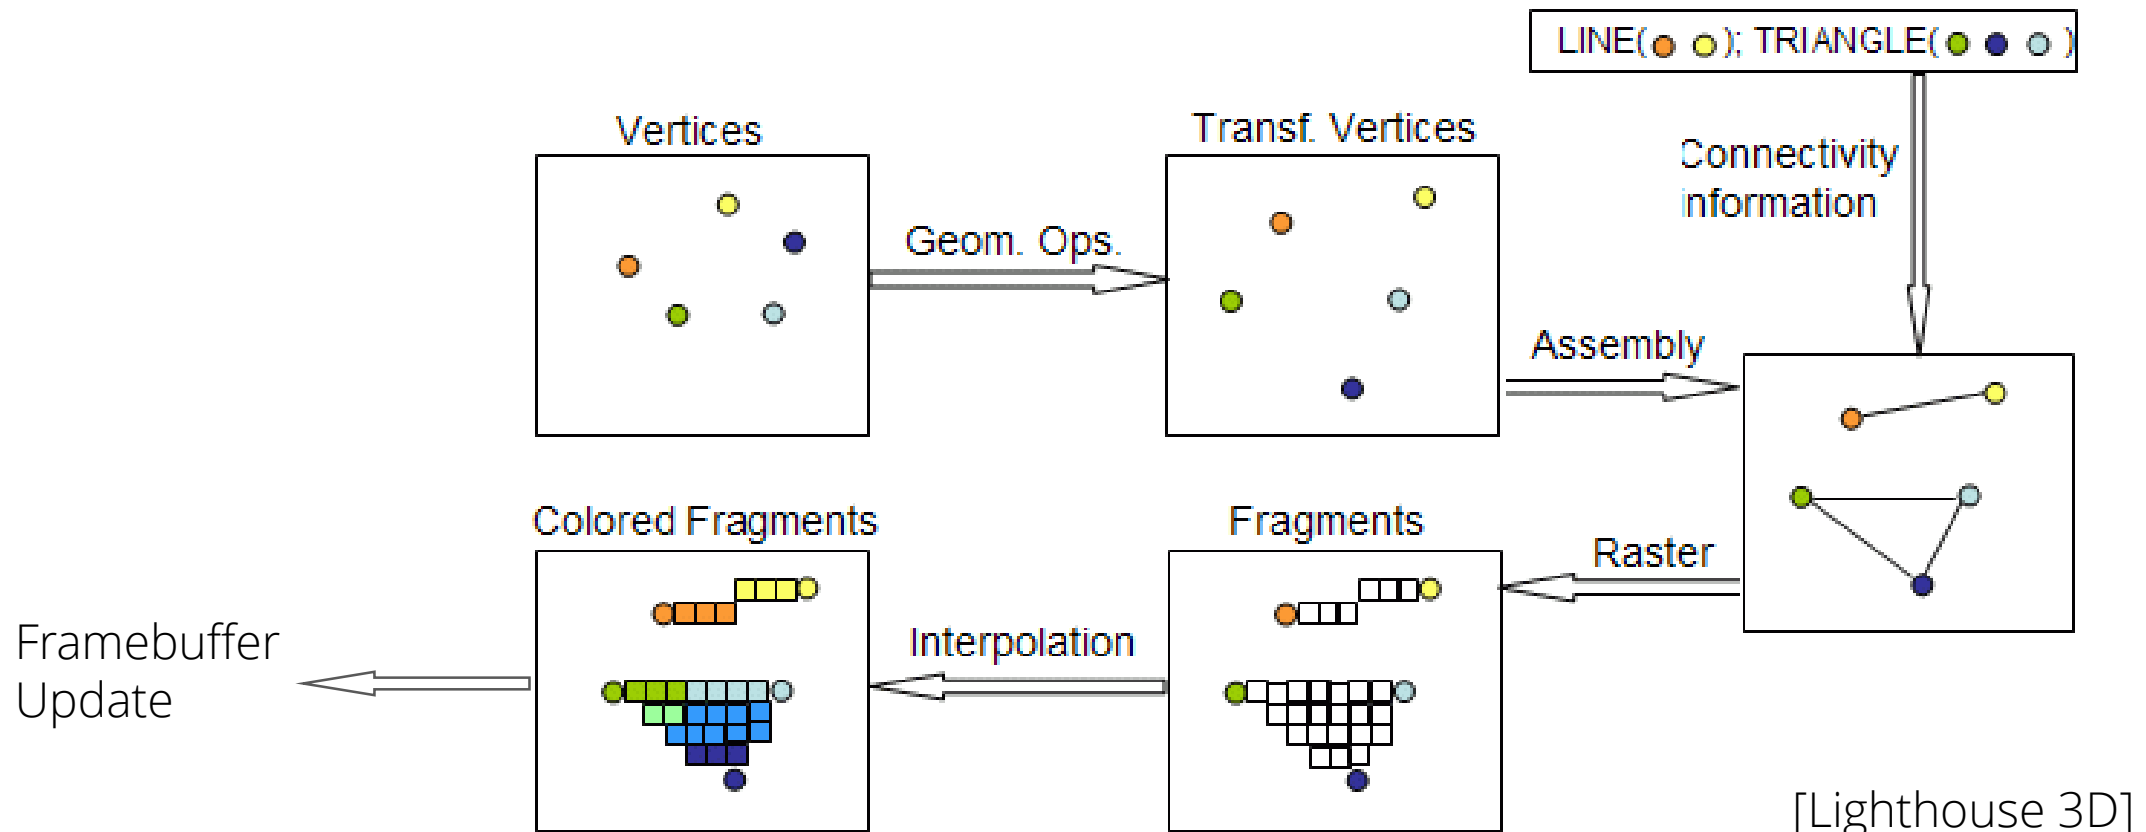 LINE( ); TRIANGLE( )
Vertices
Transf. Vertices
Connectivity
information
Geom. Ops.
Assembly
Colored Fragments
Fragments
Raster
Interpolation
Framebuffer
Update
[Lighthouse 3D]